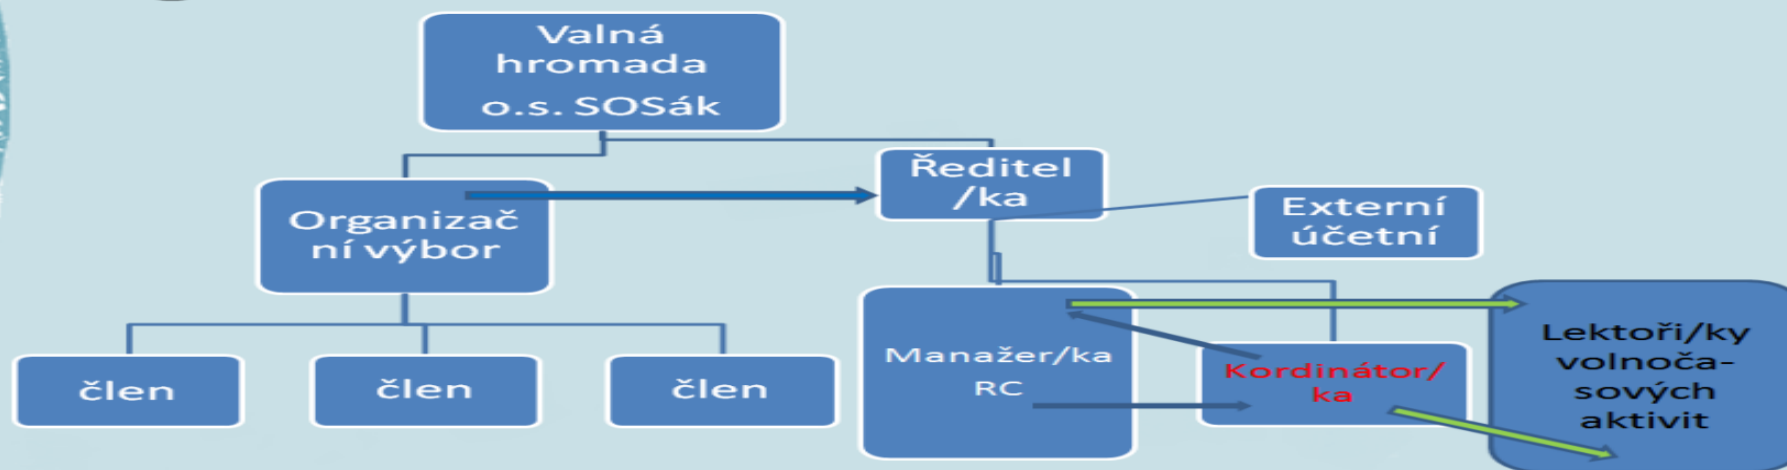 Valná
hromada
o.s. SOSák
Ředitel
/ka
Organizač
ní výbor
Externí
účetní
člen
člen
člen
Manažer/ka
RC
Kordinátor/
ka
Lektoři/ky
volnoča-
sových
aktivit